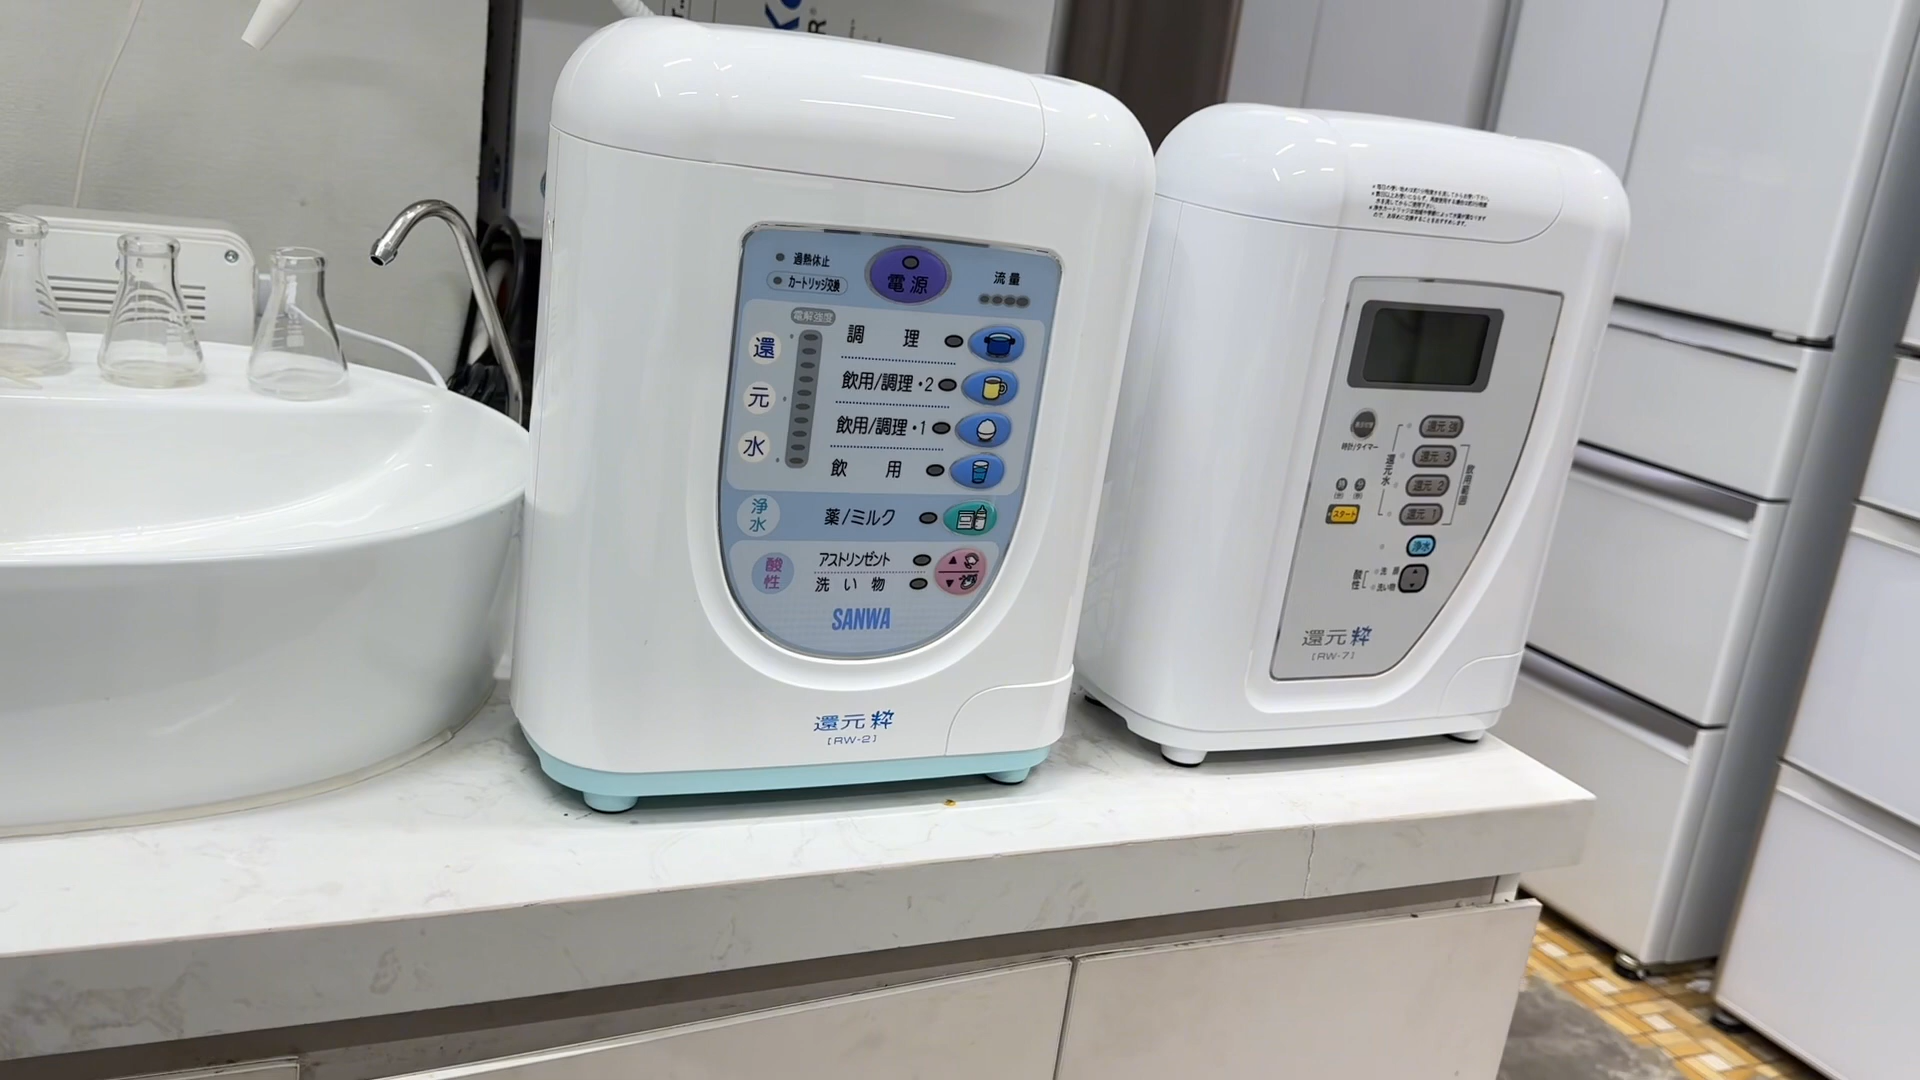 過熱休止
カートリッジ交換
電源
流量
電解強度
還元水
調理
飲用/調理・2
飲用/調理・1
飲用
浄水
薬/ミルク
酸性
アストリンゼント
洗い物
SANWA
還元粋
[RW-2]
時計/タイマー
スタート
還元水
還元 強
還元 3
還元 2
還元 1
飲用範囲
浄水
酸性
洗い物
還元粋
[RW-7]